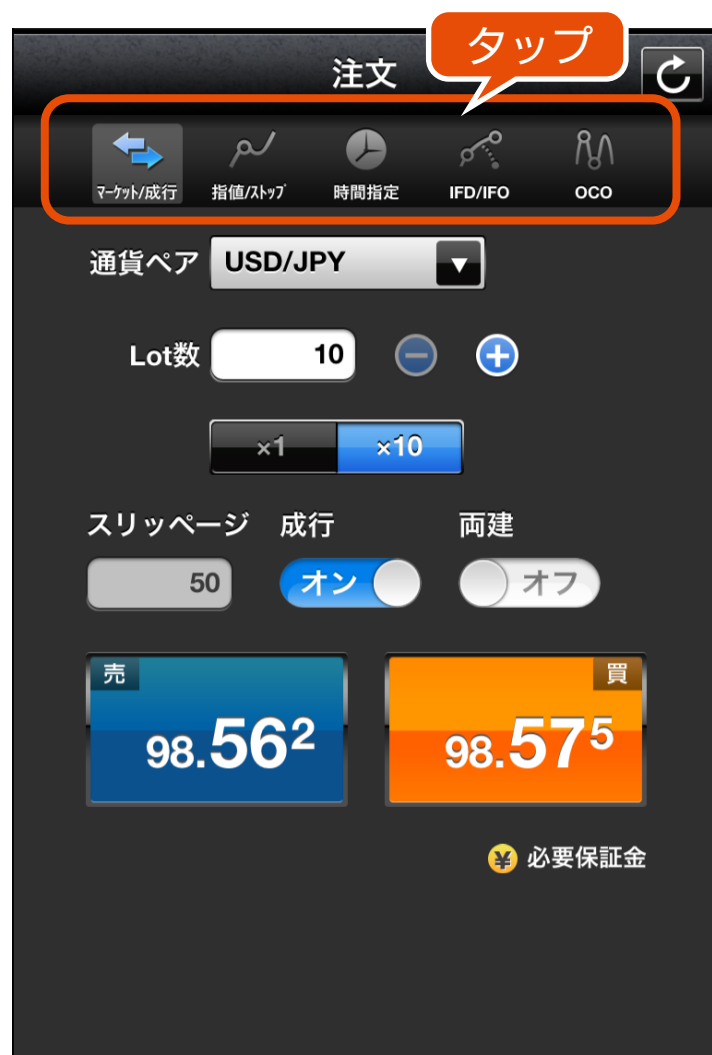 タップ
注文
マーケット/成行 指値/ストップ 時間指定 IFD/IFO OCO
通貨ペア USD/JPY
Lot数 10
×1 ×10
スリッページ 成行 両建
50 オン オフ
売 買
98.562 98.575
必要保証金